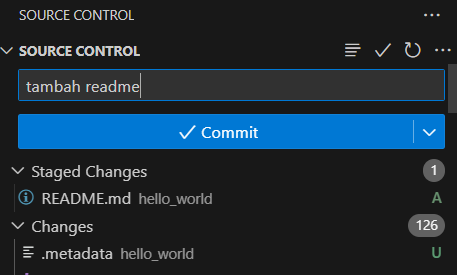 SOURCE CONTROL
SOURCE CONTROL
tambah readme
Commit
Staged Changes 1
README.md hello_world A
Changes 126
.metadata hello_world U